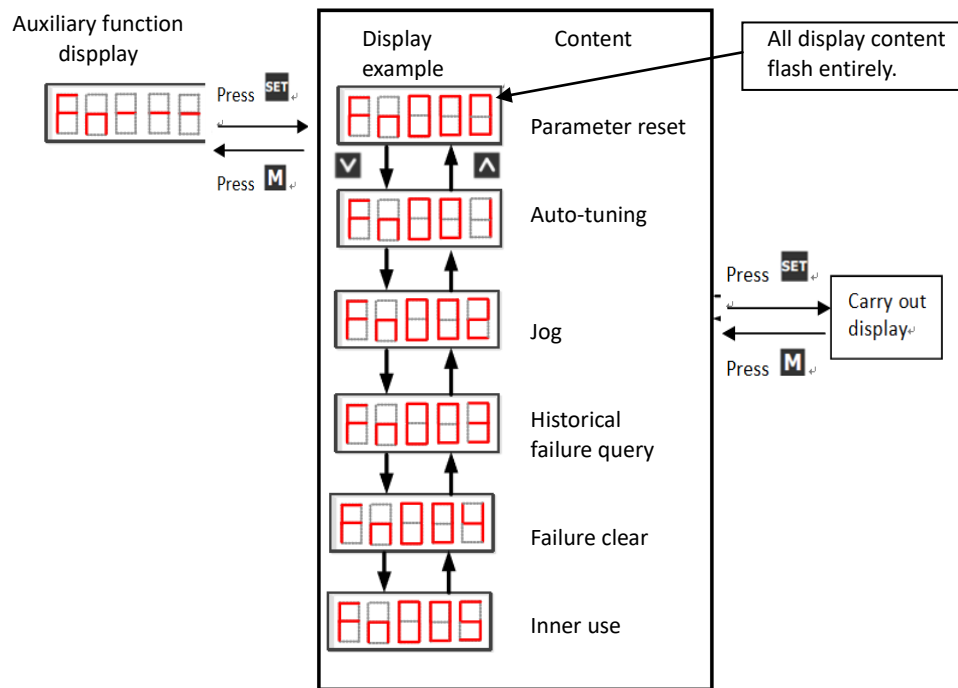 Auxiliary function
dispplay
Fn---
Press SET
Press M
Display
example
Content
All display content
flash entirely.
Fn000
Parameter reset
Fn001
Auto-tuning
Fn002
Jog
Fn003
Historical
failure query
Fn004
Failure clear
Fn005
Inner use
Press SET
Press M
Carry out
display